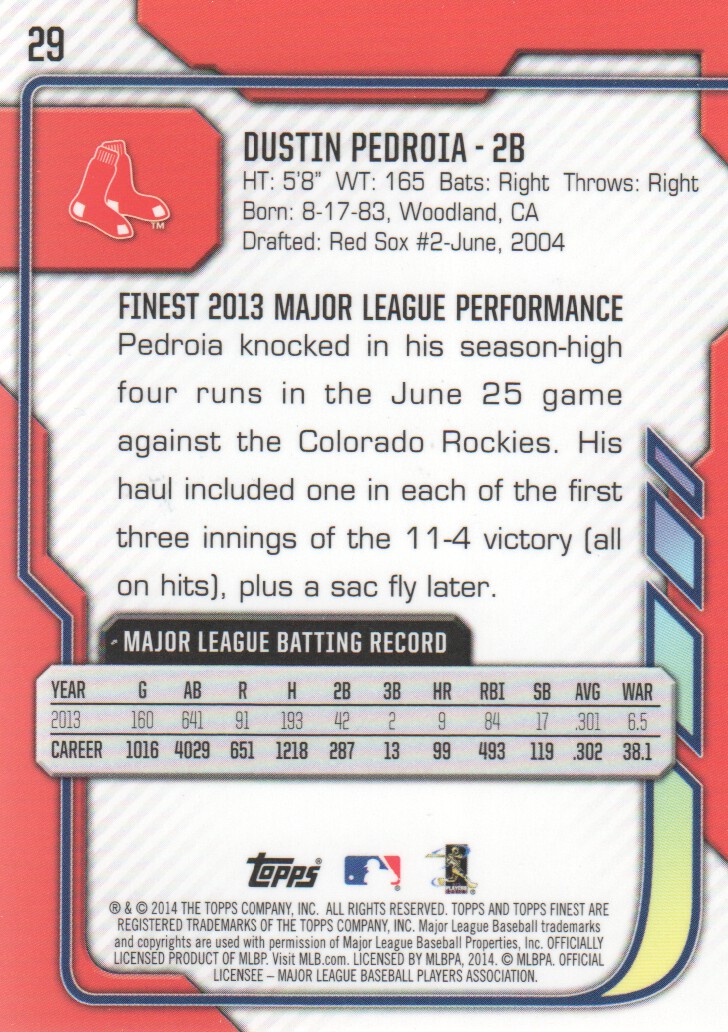 29
DUSTIN PEDROIA - 2B
HT: 5'8" WT: 165 Bats: Right Throws: Right
Born: 8-17-83, Woodland, CA
Drafted: Red Sox #2-June, 2004
FINEST 2013 MAJOR LEAGUE PERFORMANCE
Pedroia knocked in his season-high
four runs in the June 25 game
against the Colorado Rockies. His
haul included one in each of the first
three innings of the 11-4 victory (all
on hits), plus a sac fly later.
- MAJOR LEAGUE BATTING RECORD
YEAR G AB R H 2B 3B HR RBI SB AVG WAR
2013 160 641 91 193 42 2 9 84 17 .301 6.5
CAREER 1016 4029 651 1218 287 13 99 493 119 .302 38.1
TM
Topps®
®
PLAYERS
® & © 2014 THE TOPPS COMPANY, INC. ALL RIGHTS RESERVED. TOPPS AND TOPPS FINEST ARE
REGISTERED TRADEMARKS OF THE TOPPS COMPANY, INC. Major League Baseball trademarks
and copyrights are used with permission of Major League Baseball Properties, Inc. OFFICIALLY
LICENSED PRODUCT OF MLBP. Visit MLB.com. LICENSED BY MLBPA, 2014. © MLBPA. OFFICIAL
LICENSEE – MAJOR LEAGUE BASEBALL PLAYERS ASSOCIATION.